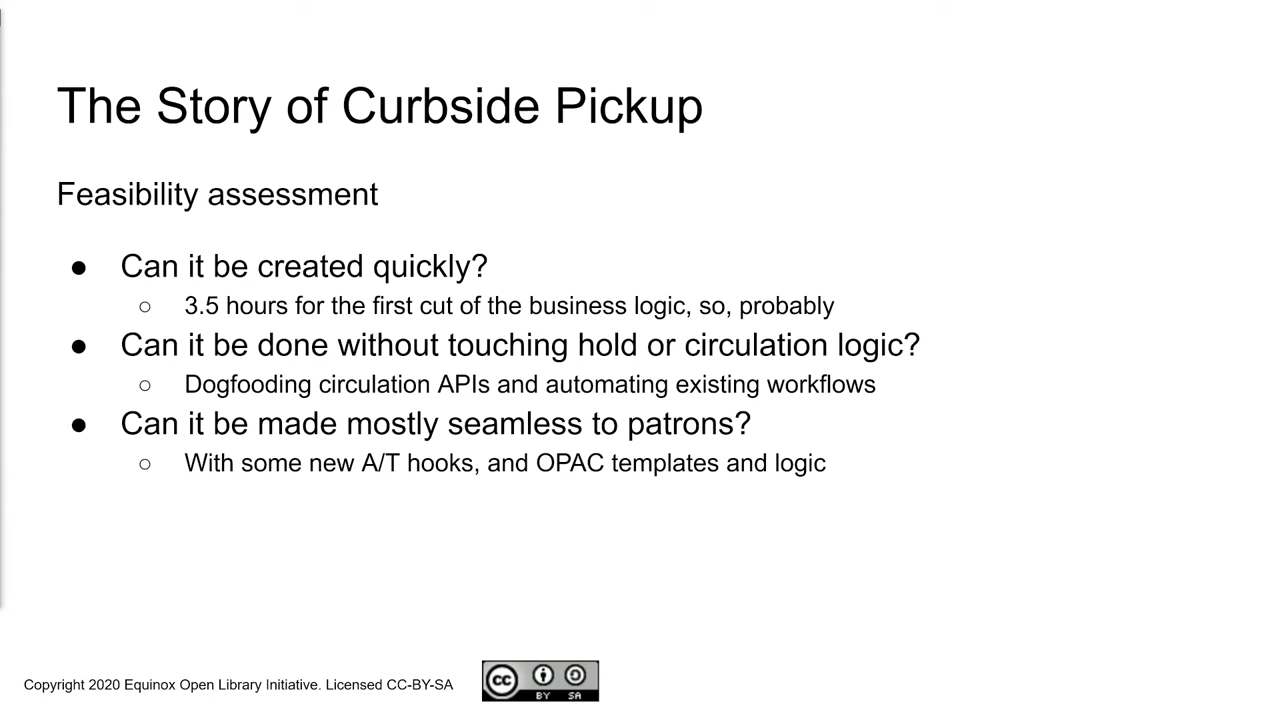 The Story of Curbside Pickup
Feasibility assessment
● Can it be created quickly?
○ 3.5 hours for the first cut of the business logic, so, probably
● Can it be done without touching hold or circulation logic?
○ Dogfooding circulation APIs and automating existing workflows
● Can it be made mostly seamless to patrons?
○ With some new A/T hooks, and OPAC templates and logic
Copyright 2020 Equinox Open Library Initiative. Licensed CC-BY-SA
cc BY SA